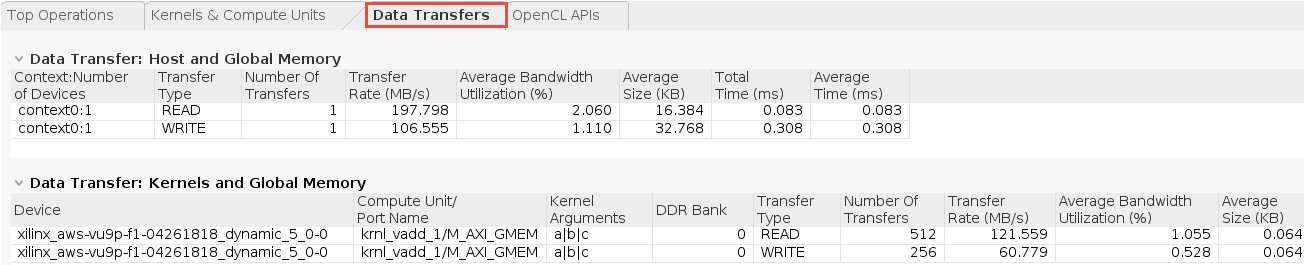 Top Operations Kernels & Compute Units Data Transfers OpenCL APIs
Data Transfer: Host and Global Memory
Context:Number Transfer Number Of Transfer Average Bandwidth Average Total Average
of Devices Type Transfers Rate (MB/s) Utilization (%) Size (KB) Time (ms) Time (ms)
context0:1 READ 1 197.798 2.060 16.384 0.083 0.083
context0:1 WRITE 1 106.555 1.110 32.768 0.308 0.308
Data Transfer: Kernels and Global Memory
Device Compute Unit/ Kernel DDR Bank Transfer Number Of Transfer Average Bandwidth Average
Port Name Arguments Type Transfers Rate (MB/s) Utilization (%) Size (KB)
xilinx_aws-vu9p-f1-04261818_dynamic_5_0-0 krnl_vadd_1/M_AXI_GMEM a|b|c 0 READ 512 121.559 1.055 0.064
xilinx_aws-vu9p-f1-04261818_dynamic_5_0-0 krnl_vadd_1/M_AXI_GMEM a|b|c 0 WRITE 256 60.779 0.528 0.064